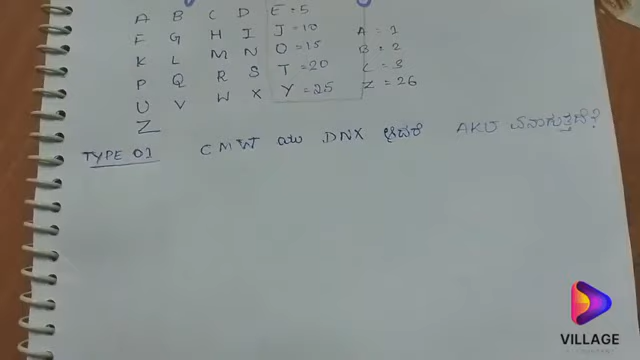 A B C D E = 5
F G H I J = 10 A = 1
K L M N O = 15 B = 2
P Q R S T = 20 C = 3
U V W X Y = 25 Z = 26
Z
TYPE 01 CMW ಯು DNX ಆದರೆ AKU ಏನಾಗುತ್ತದೆ?
VILLAGE